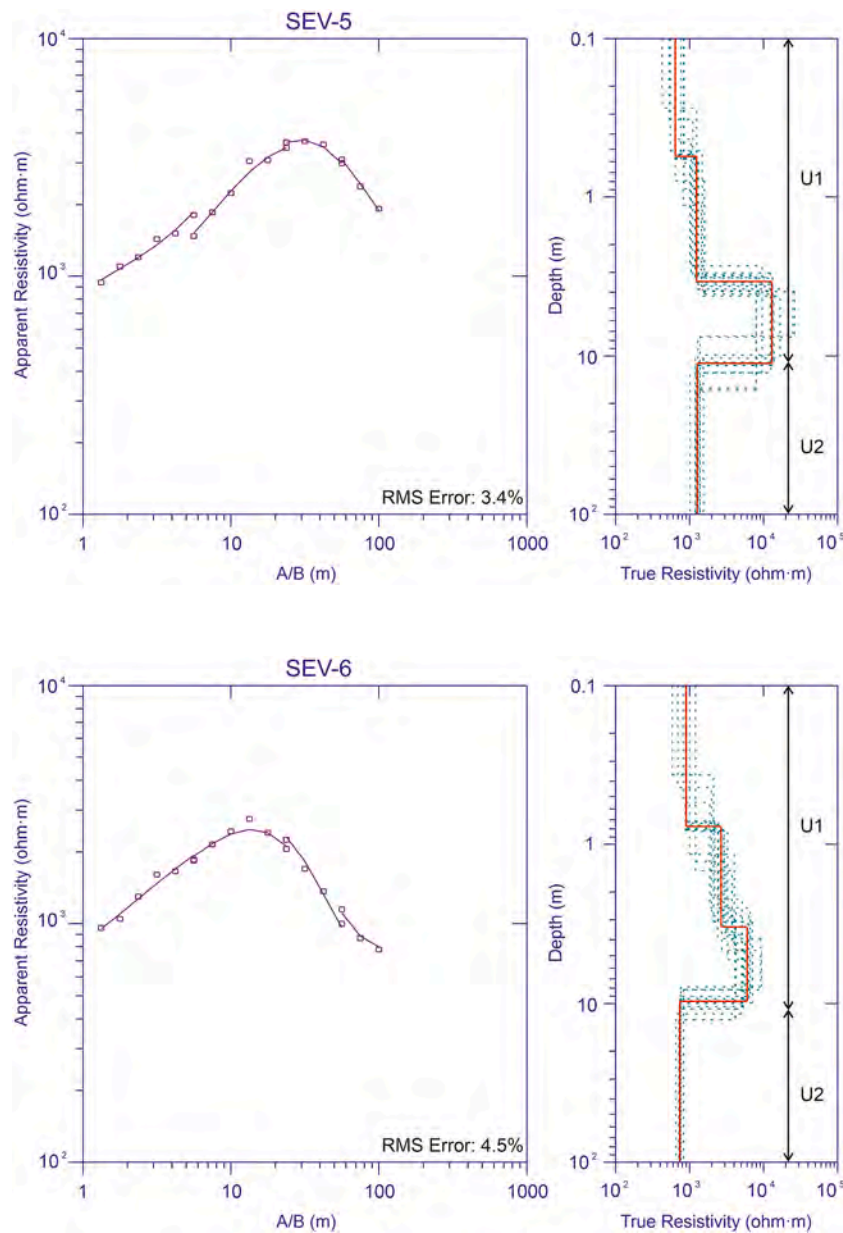 SEV-5
10⁴
10³
10²
Apparent Resistivity (ohm·m)
1
10
100
1000
A/B (m)
RMS Error: 3.4%
0.1
1
10
10²
Depth (m)
U1
U2
10²
10³
10⁴
10⁵
True Resistivity (ohm·m)
SEV-6
10⁴
10³
10²
Apparent Resistivity (ohm·m)
1
10
100
1000
A/B (m)
RMS Error: 4.5%
0.1
1
10
10²
Depth (m)
U1
U2
10²
10³
10⁴
10⁵
True Resistivity (ohm·m)